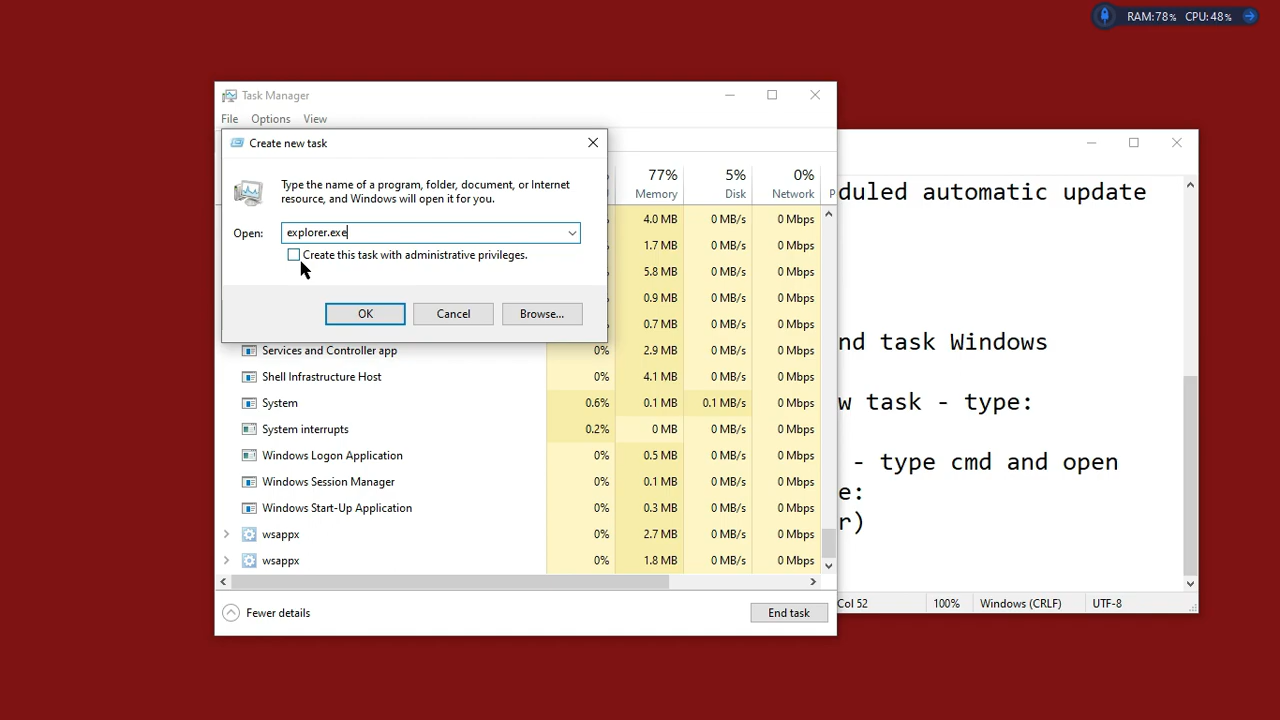 RAM:78% CPU:48%
Task Manager
File Options View
Create new task
Type the name of a program, folder, document, or Internet
resource, and Windows will open it for you.
Open: explorer.exe
Create this task with administrative privileges.
OK Cancel Browse...
% 77% 5% 0%
Memory Disk Network P
% 4.0 MB 0 MB/s 0 Mbps
% 1.7 MB 0 MB/s 0 Mbps
% 5.8 MB 0 MB/s 0 Mbps
% 0.9 MB 0 MB/s 0 Mbps
% 0.7 MB 0 MB/s 0 Mbps
Services and Controller app 0% 2.9 MB 0 MB/s 0 Mbps
Shell Infrastructure Host 0% 4.1 MB 0 MB/s 0 Mbps
System 0.6% 0.1 MB 0.1 MB/s 0 Mbps
System interrupts 0.2% 0 MB 0 MB/s 0 Mbps
Windows Logon Application 0% 0.5 MB 0 MB/s 0 Mbps
Windows Session Manager 0% 0.1 MB 0 MB/s 0 Mbps
Windows Start-Up Application 0% 0.3 MB 0 MB/s 0 Mbps
wsappx 0% 2.7 MB 0 MB/s 0 Mbps
wsappx 0% 1.8 MB 0 MB/s 0 Mbps
Fewer details End task
duled automatic update
nd task Windows
w task - type:
- type cmd and open
e:
r)
Col 52 100% Windows (CRLF) UTF-8